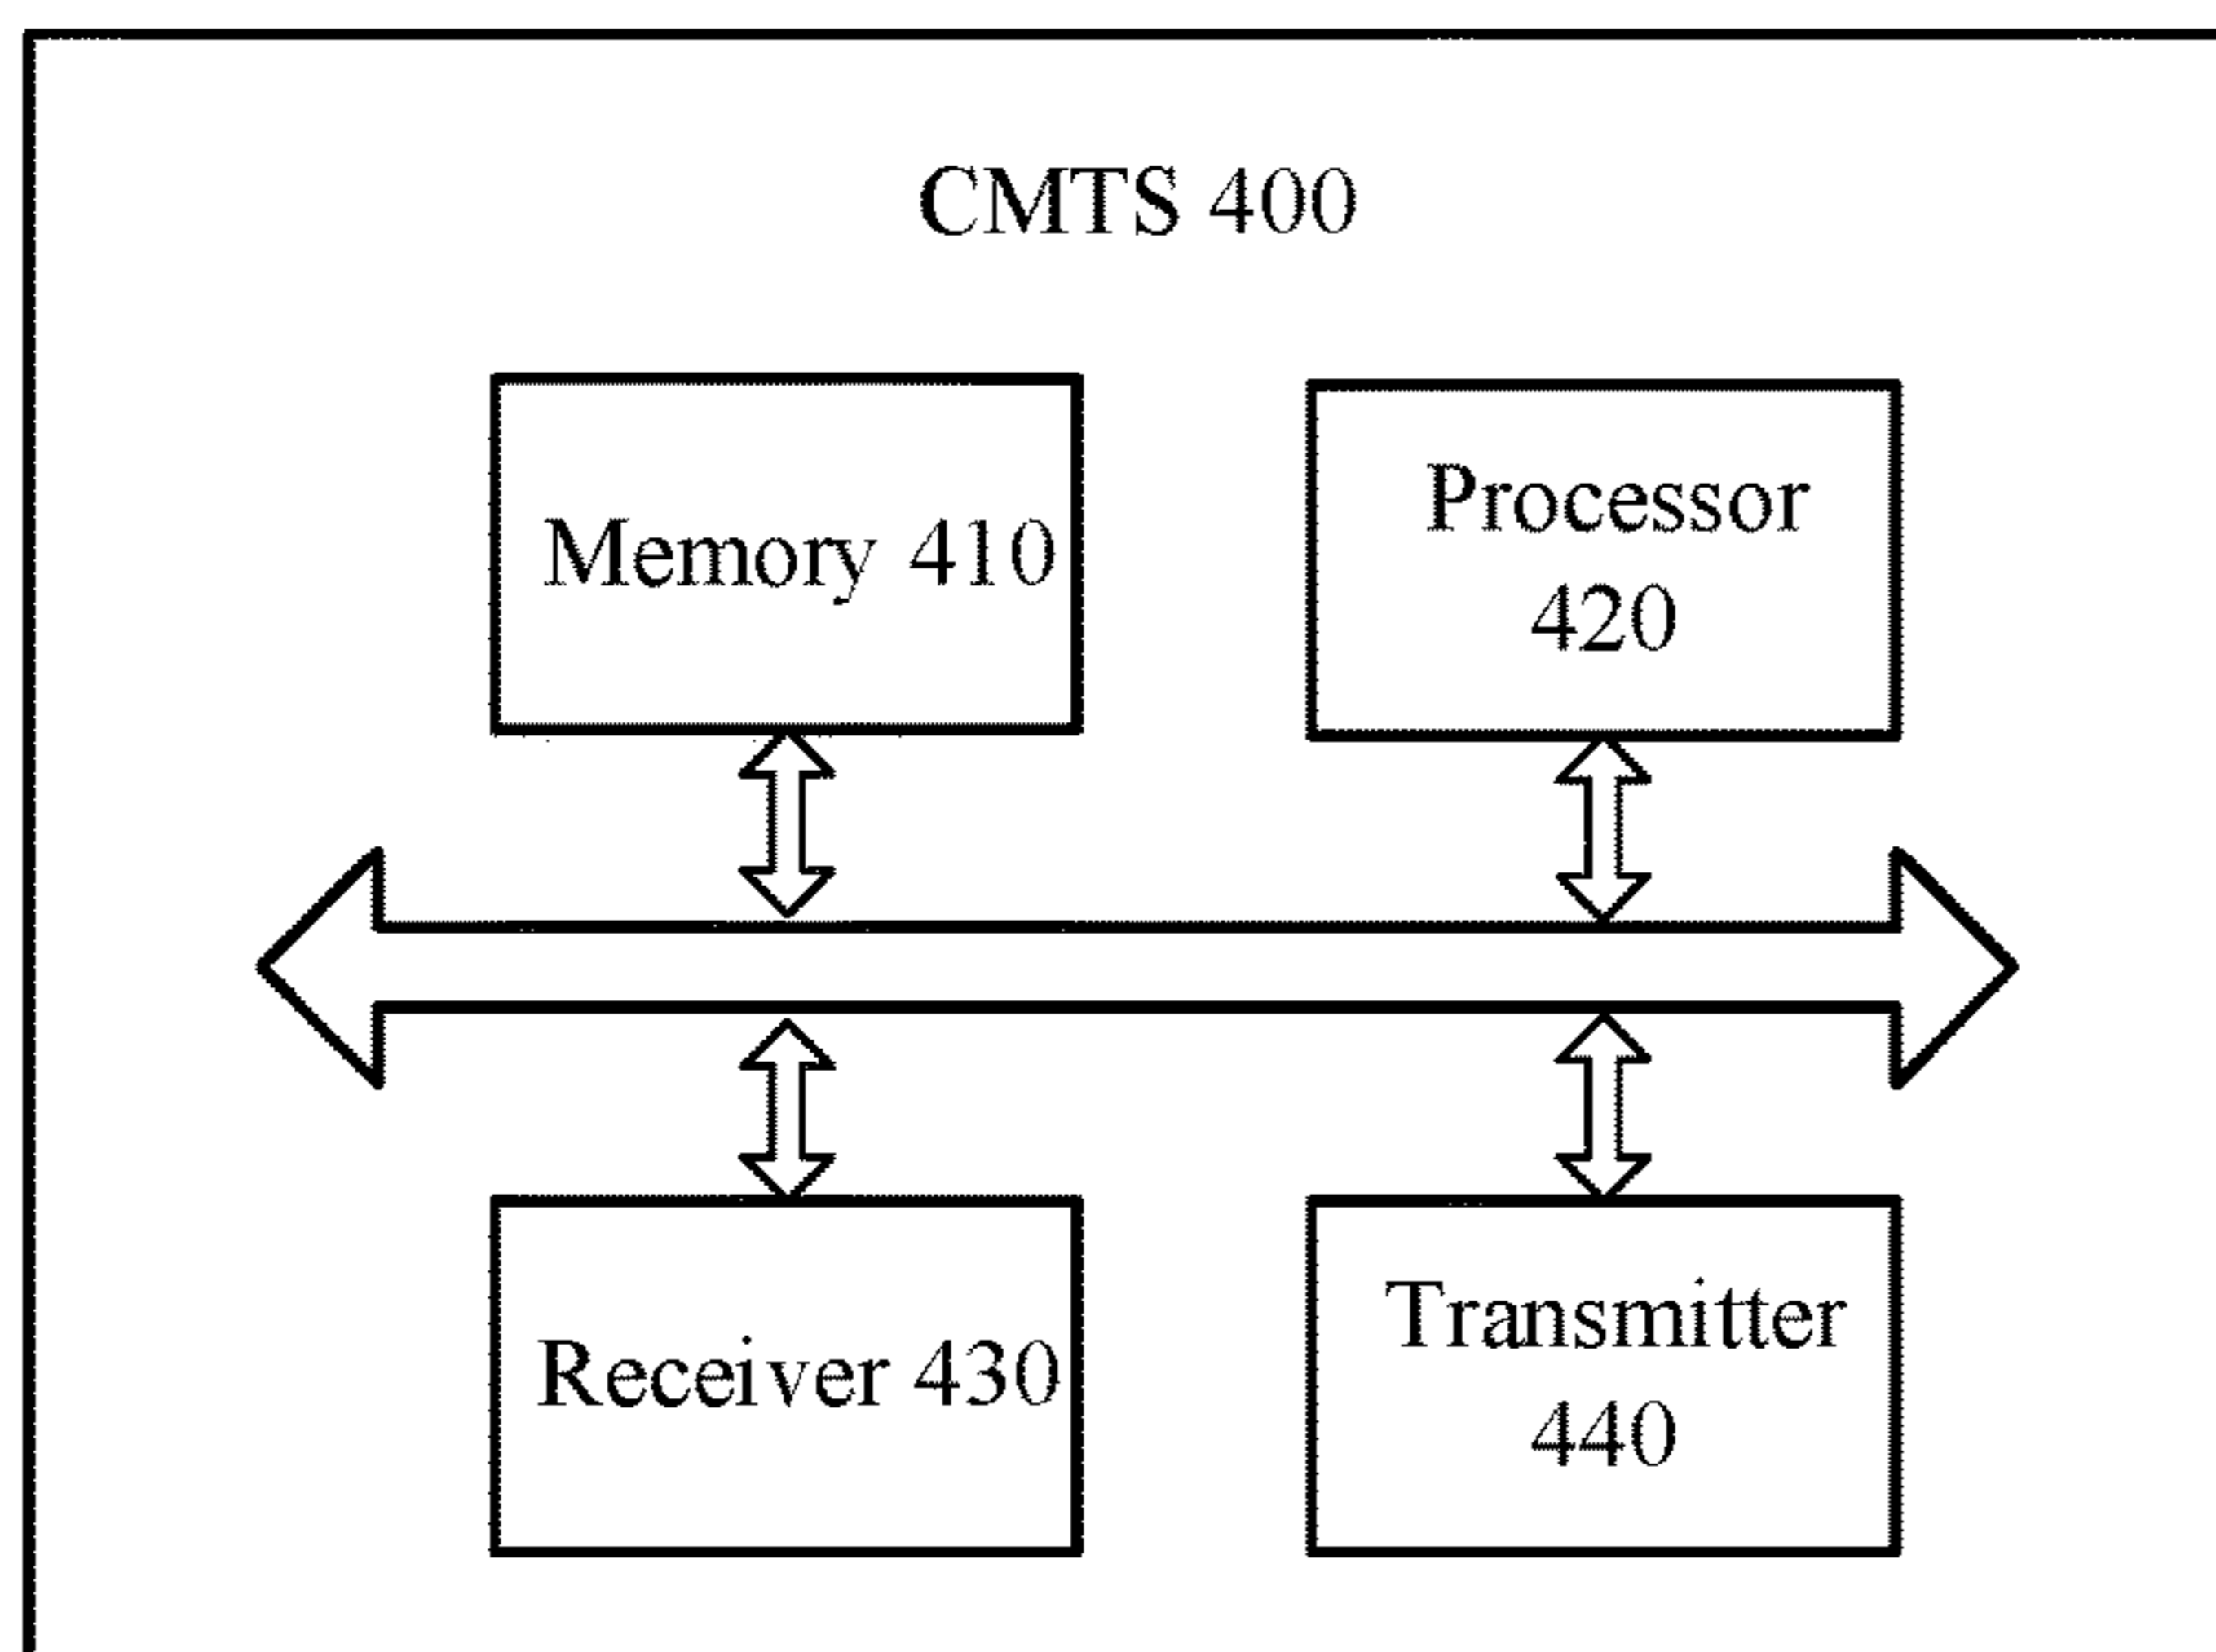 CMTS 400
Memory 410
Processor
420
Receiver 430
Transmitter
440